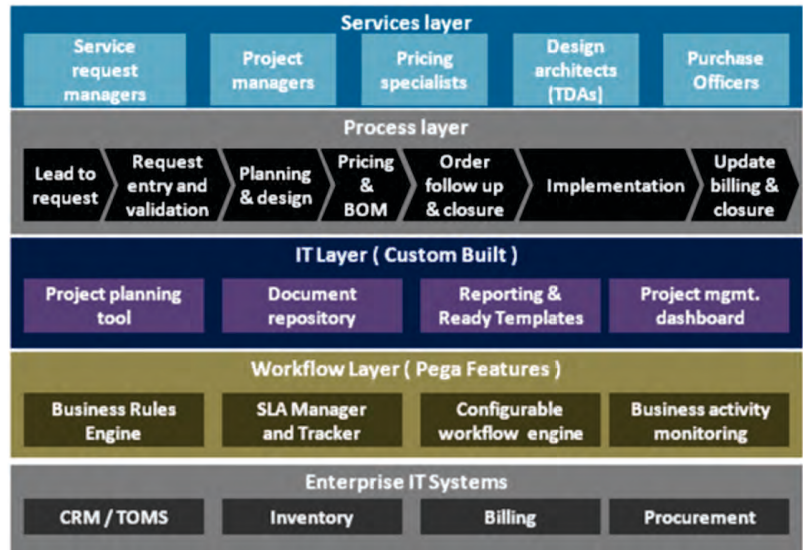 Services layer
Service
request
managers
Project
managers
Pricing
specialists
Design
architects
(TDAs)
Purchase
Officers
Process layer
Lead to
request
Request
entry and
validation
Planning
& design
Pricing
&
BOM
Order
follow up
& closure
Implementation
Update
billing &
closure
IT Layer ( Custom Built )
Project planning
tool
Document
repository
Reporting &
Ready Templates
Project mgmt.
dashboard
Workflow Layer ( Pega Features )
Business Rules
Engine
SLA Manager
and Tracker
Configurable
workflow engine
Business activity
monitoring
Enterprise IT Systems
CRM / TOMS
Inventory
Billing
Procurement